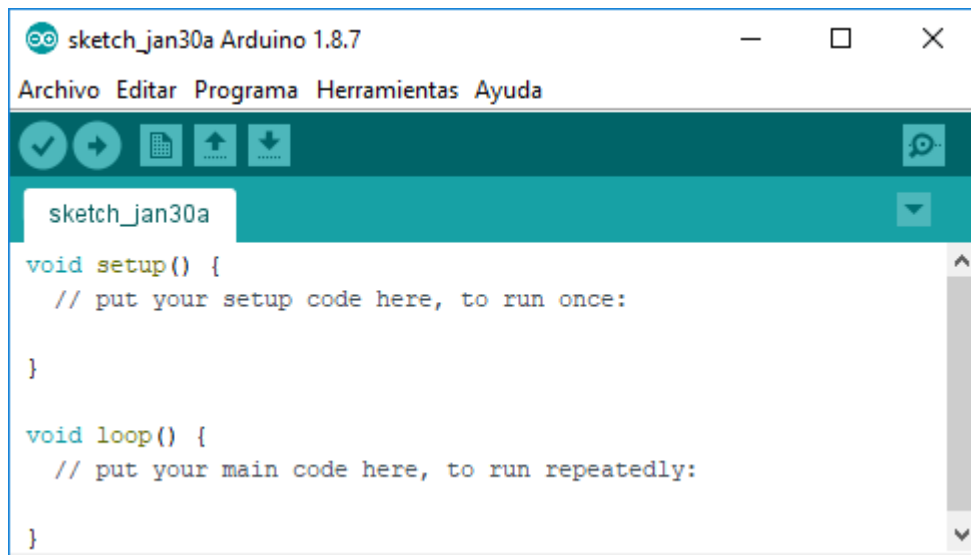 sketch_jan30a Arduino 1.8.7
Archivo Editar Programa Herramientas Ayuda
sketch_jan30a
void setup() {
  // put your setup code here, to run once:
}
void loop() {
  // put your main code here, to run repeatedly:
}